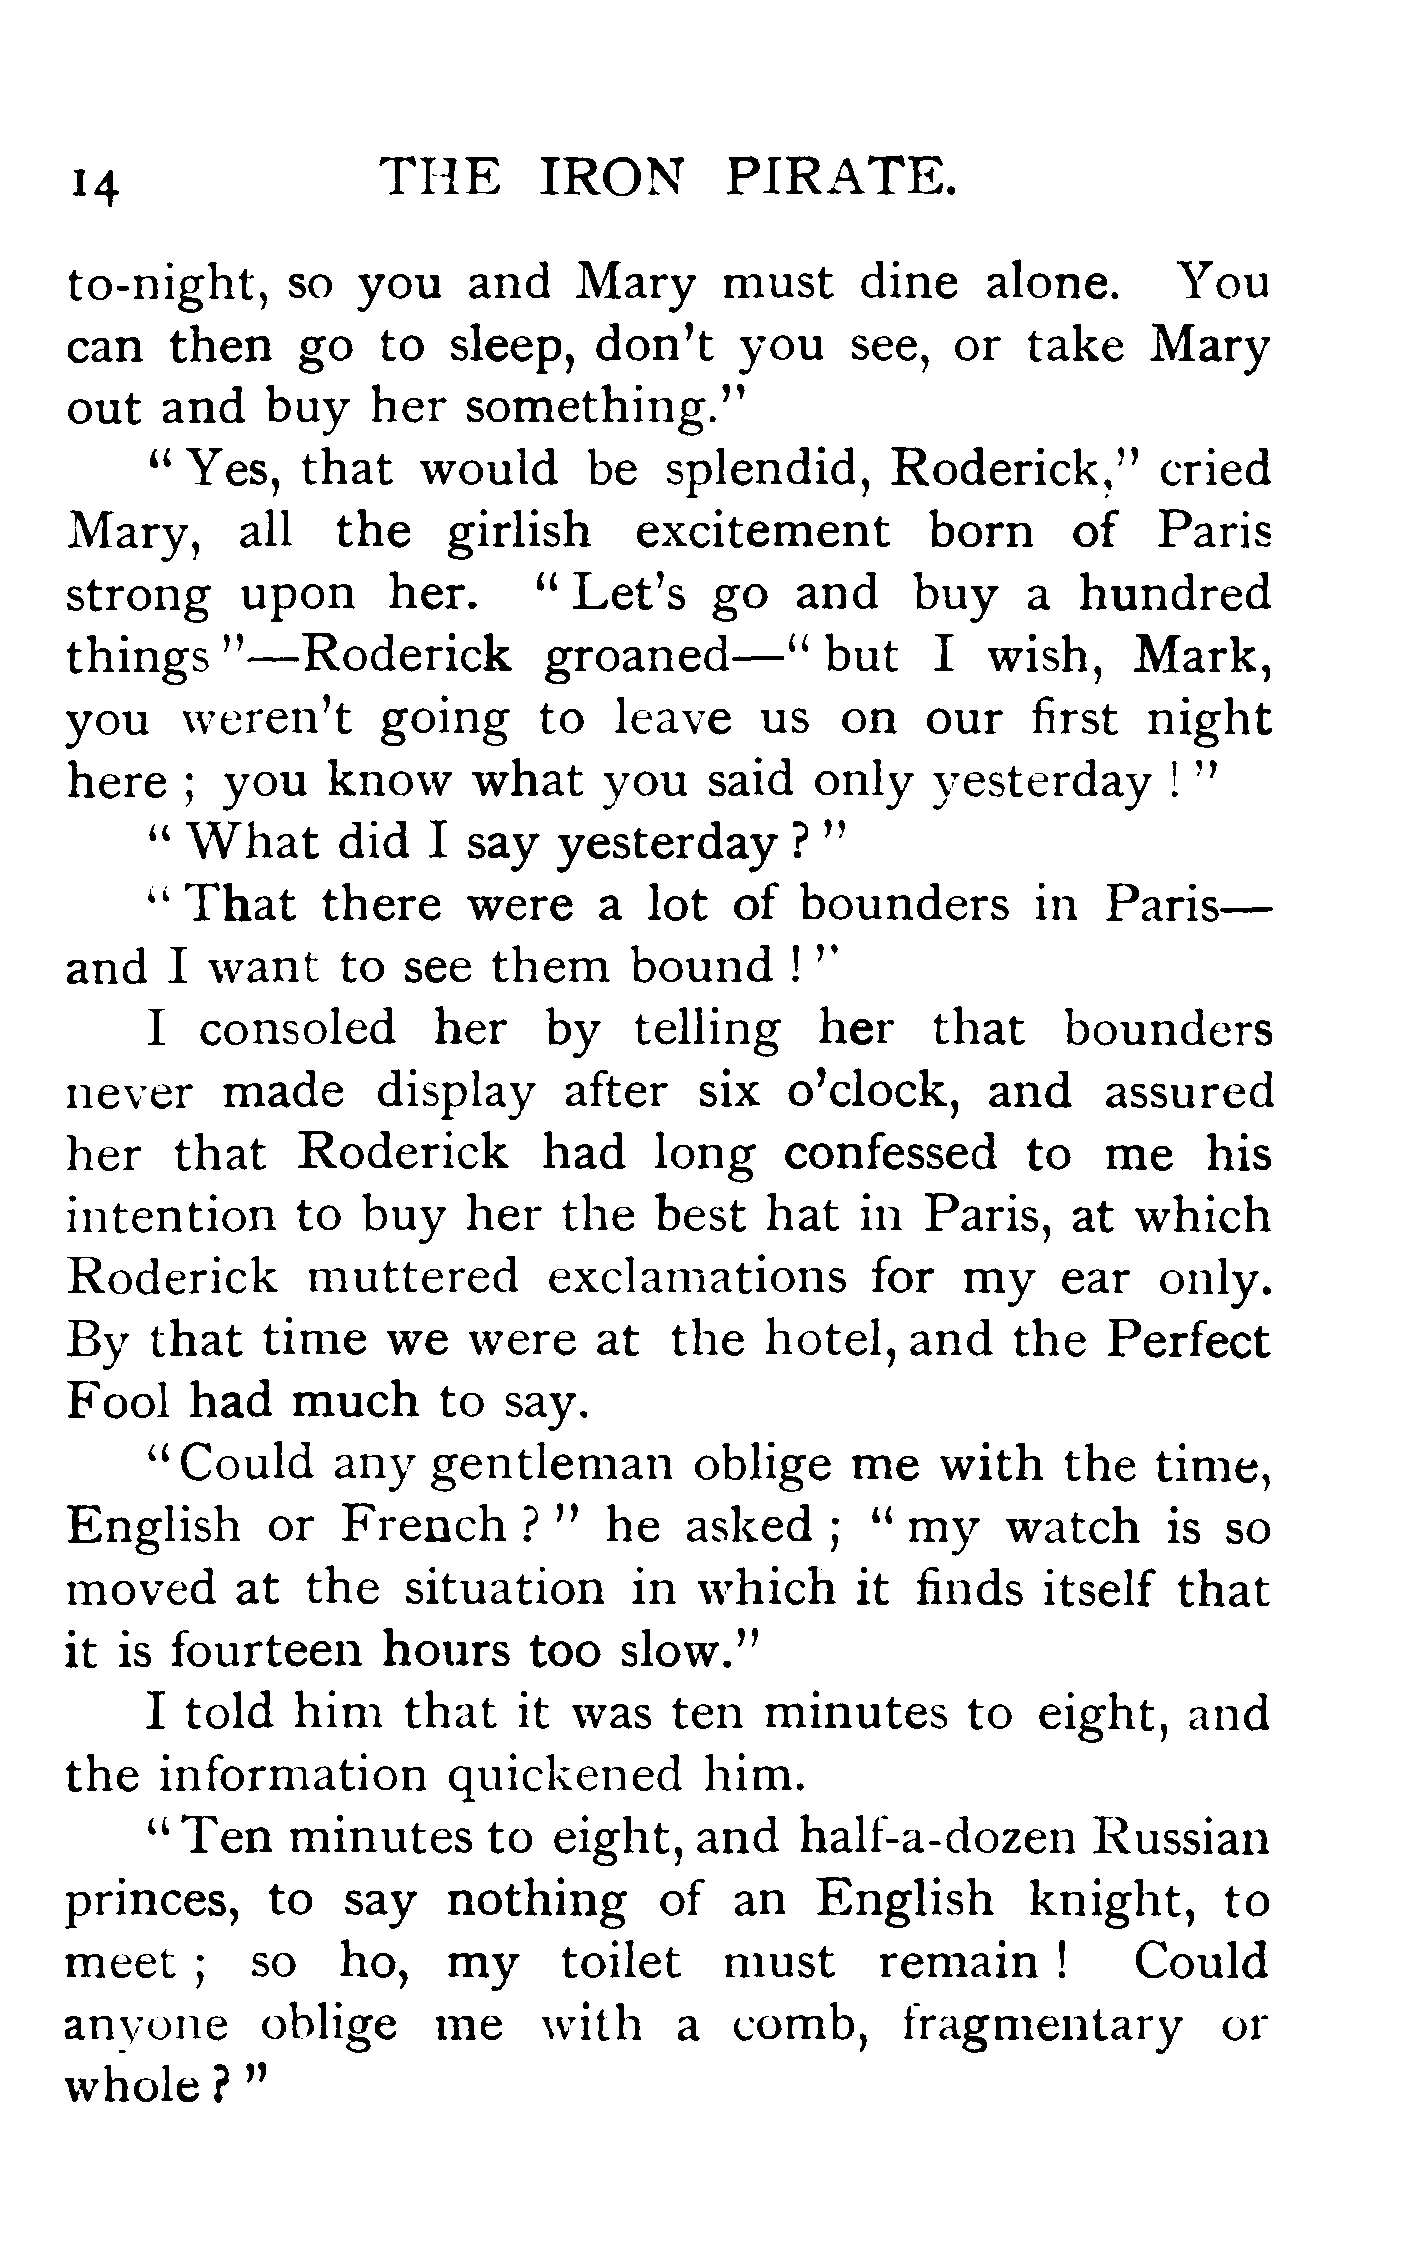 14 THE IRON PIRATE.
to-night, so you and Mary must dine alone. You
can then go to sleep, don't you see, or take Mary
out and buy her something."
" Yes, that would be splendid, Roderick," cried
Mary, all the girlish excitement born of Paris
strong upon her. " Let's go and buy a hundred
things "—Roderick groaned—" but I wish, Mark,
you weren't going to leave us on our first night
here ; you know what you said only yesterday ! "
" What did I say yesterday ? "
" That there were a lot of bounders in Paris—
and I want to see them bound ! "
I consoled her by telling her that bounders
never made display after six o'clock, and assured
her that Roderick had long confessed to me his
intention to buy her the best hat in Paris, at which
Roderick muttered exclamations for my ear only.
By that time we were at the hotel, and the Perfect
Fool had much to say.
" Could any gentleman oblige me with the time,
English or French ? " he asked ; " my watch is so
moved at the situation in which it finds itself that
it is fourteen hours too slow."
I told him that it was ten minutes to eight, and
the information quickened him.
" Ten minutes to eight, and half-a-dozen Russian
princes, to say nothing of an English knight, to
meet ; so ho, my toilet must remain ! Could
anyone oblige me with a comb, fragmentary or
whole ? "